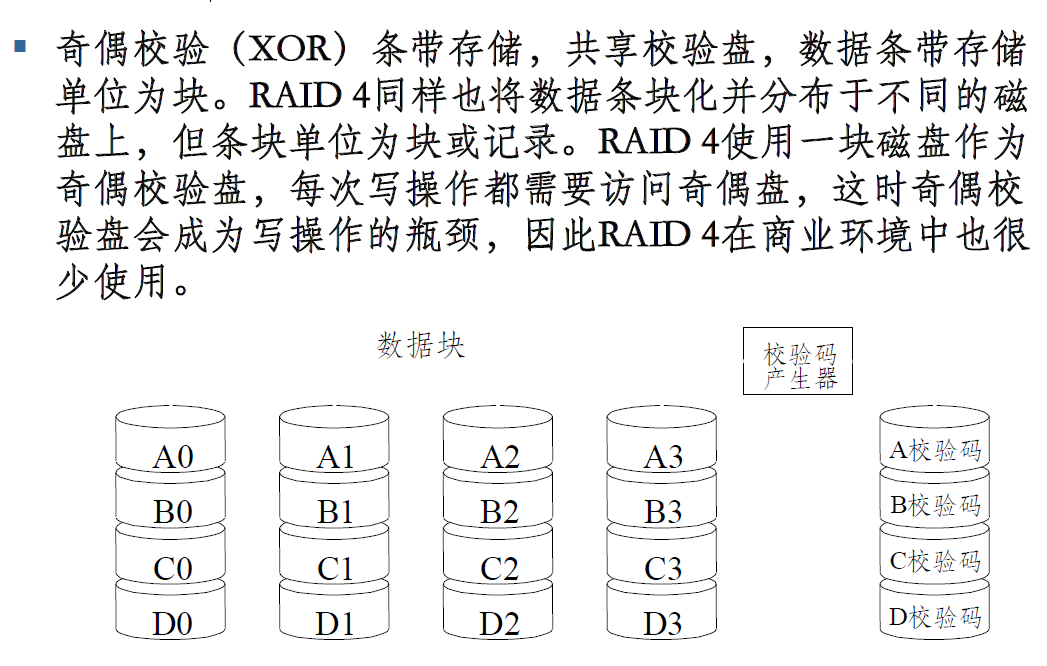 奇偶校验（XOR）条带存储，共享校验盘，数据条带存储
单位为块。RAID 4同样也将数据条块化并分布于不同的磁
盘上，但条块单位为块或记录。RAID 4使用一块磁盘作为
奇偶校验盘，每次写操作都需要访问奇偶盘，这时奇偶校
验盘会成为写操作的瓶颈，因此RAID 4在商业环境中也很
少使用。
数据块
校验码
产生器
A0 A1 A2 A3 A校验码
B0 B1 B2 B3 B校验码
C0 C1 C2 C3 C校验码
D0 D1 D2 D3 D校验码